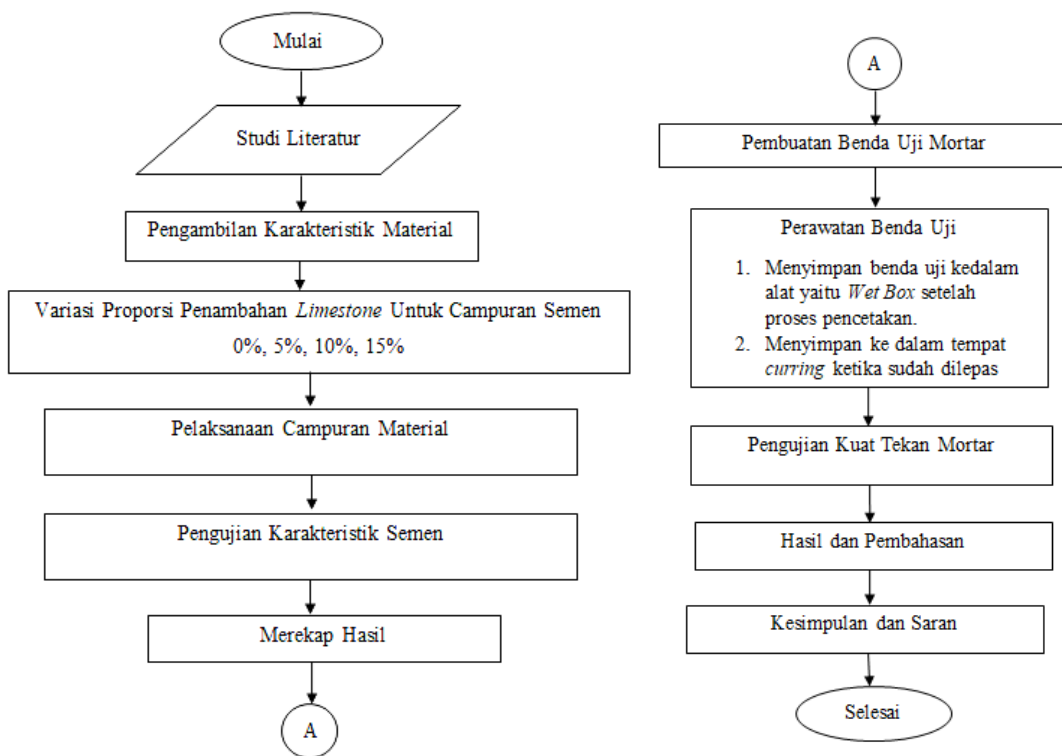 Mulai
Studi Literatur
Pengambilan Karakteristik Material
Variasi Proporsi Penambahan Limestone Untuk Campuran Semen
0%, 5%, 10%, 15%
Pelaksanaan Campuran Material
Pengujian Karakteristik Semen
Merekap Hasil
A
A
Pembuatan Benda Uji Mortar
Perawatan Benda Uji
1. Menyimpan benda uji kedalam
alat yaitu Wet Box setelah
proses pencetakan.
2. Menyimpan ke dalam tempat
curring ketika sudah dilepas
Pengujian Kuat Tekan Mortar
Hasil dan Pembahasan
Kesimpulan dan Saran
Selesai